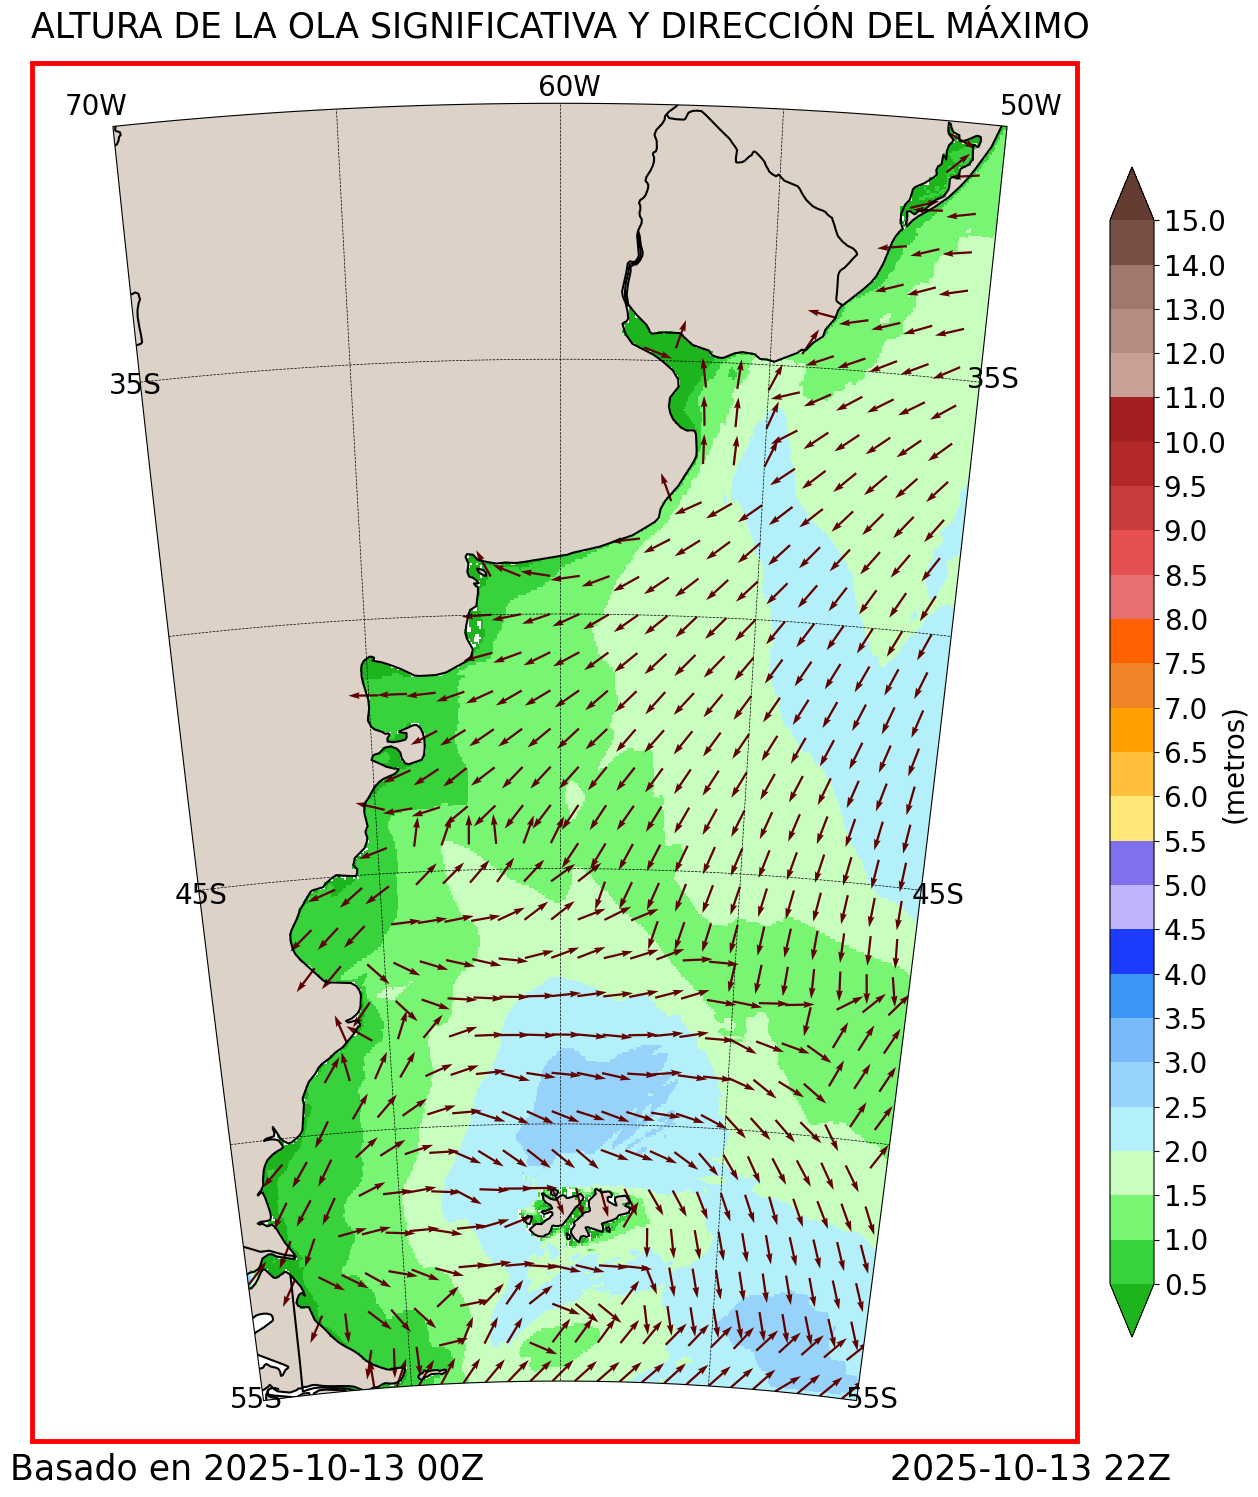 ALTURA DE LA OLA SIGNIFICATIVA Y DIRECCIÓN DEL MÁXIMO
70W
60W
50W
35S
35S
45S
45S
55S
55S
15.0
14.0
13.0
12.0
11.0
10.0
9.5
9.0
8.5
8.0
7.5
7.0
6.5
6.0
5.5
5.0
4.5
4.0
3.5
3.0
2.5
2.0
1.5
1.0
0.5
(metros)
Basado en 2025-10-13 00Z
2025-10-13 22Z